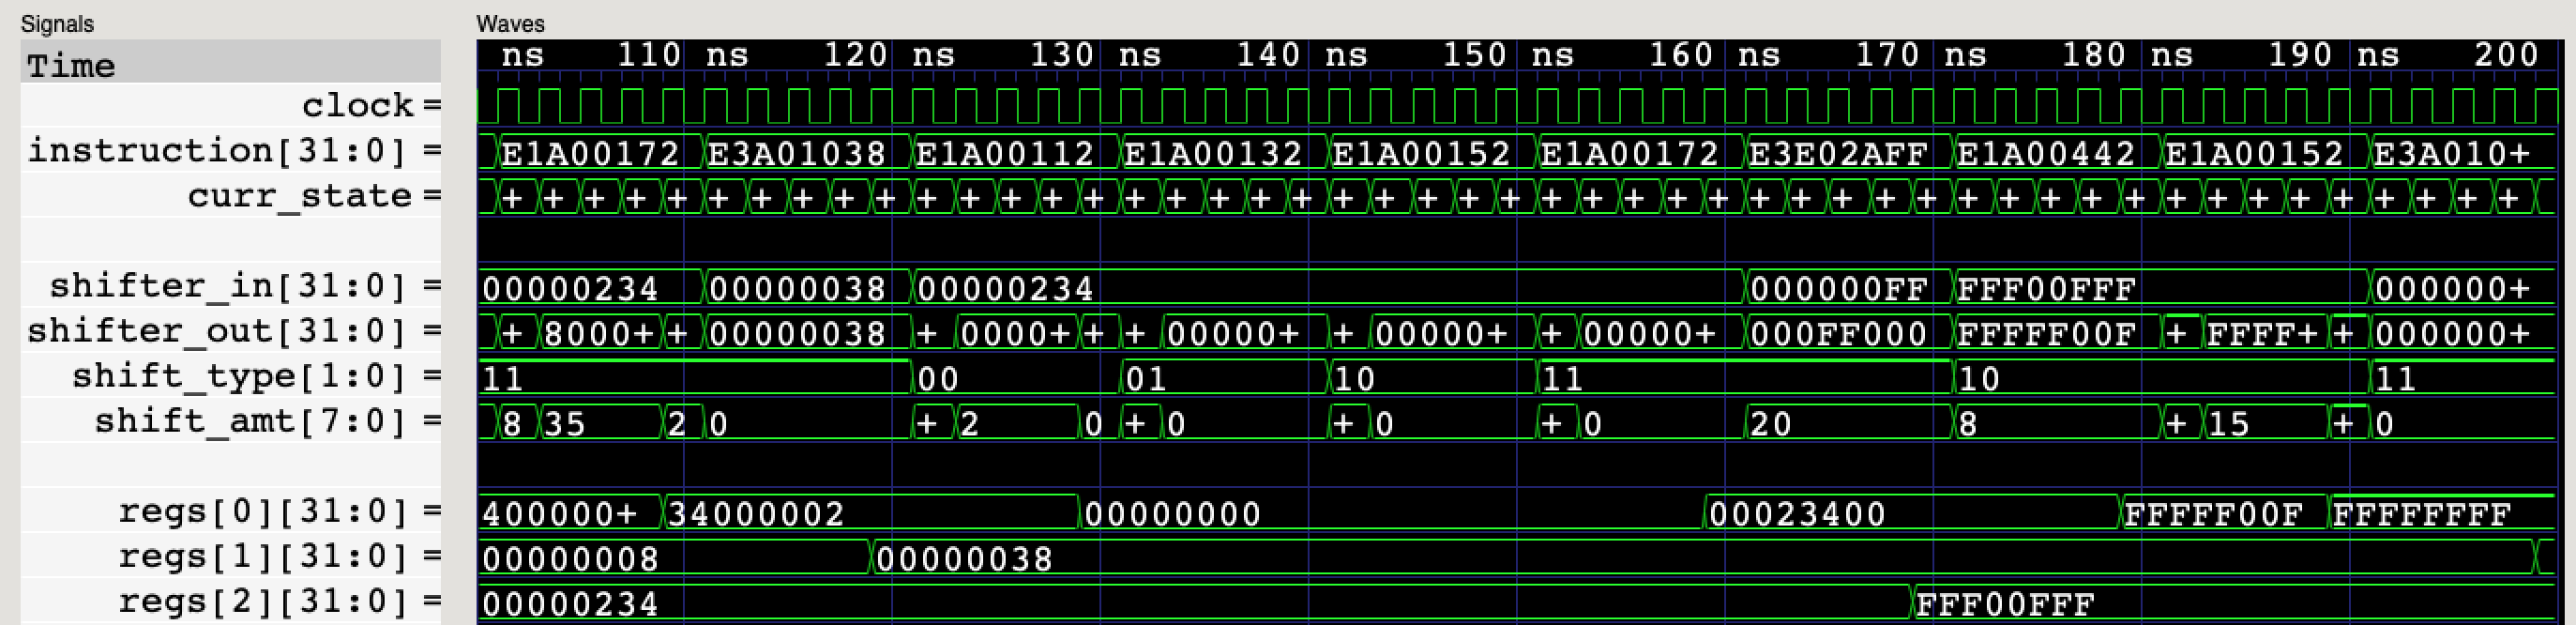 Signals Waves
Time ns 110 ns 120 ns 130 ns 140 ns 150 ns 160 ns 170 ns 180 ns 190 ns 200
clock =
instruction[31:0] = E1A00172 E3A01038 E1A00112 E1A00132 E1A00152 E1A00172 E3E02AFF E1A00442 E1A00152 E3A010+
curr_state = + + + + + + + + + + + + + + + + + + + + + + + + + + + + + + + + + + + + + + + + + + + + + + + + +
shifter_in[31:0] = 00000234 00000038 00000234 000000FF FFF00FFF 000000+
shifter_out[31:0] = + 8000+ + 00000038 + 0000+ + + 00000+ + 00000+ + 00000+ 000FF000 FFFFF00F + FFFF+ + 000000+
shift_type[1:0] = 11 00 01 10 11 10 11
shift_amt[7:0] = 8 35 2 0 + 2 0 + 0 + 0 + 0 20 8 + 15 + 0
regs[0][31:0] = 400000+ 34000002 00000000 00023400 FFFFF00F FFFFFFFF
regs[1][31:0] = 00000008 00000038
regs[2][31:0] = 00000234 FFF00FFF